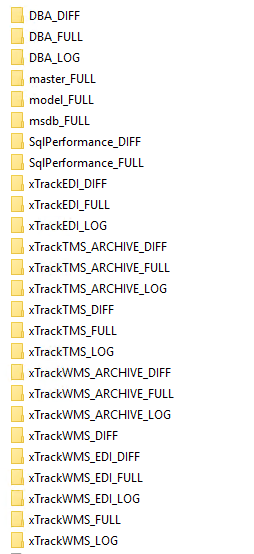 DBA_DIFF
DBA_FULL
DBA_LOG
master_FULL
model_FULL
msdb_FULL
SqlPerformance_DIFF
SqlPerformance_FULL
xTrackEDI_DIFF
xTrackEDI_FULL
xTrackEDI_LOG
xTrackTMS_ARCHIVE_DIFF
xTrackTMS_ARCHIVE_FULL
xTrackTMS_ARCHIVE_LOG
xTrackTMS_DIFF
xTrackTMS_FULL
xTrackTMS_LOG
xTrackWMS_ARCHIVE_DIFF
xTrackWMS_ARCHIVE_FULL
xTrackWMS_ARCHIVE_LOG
xTrackWMS_DIFF
xTrackWMS_EDI_DIFF
xTrackWMS_EDI_FULL
xTrackWMS_EDI_LOG
xTrackWMS_FULL
xTrackWMS_LOG